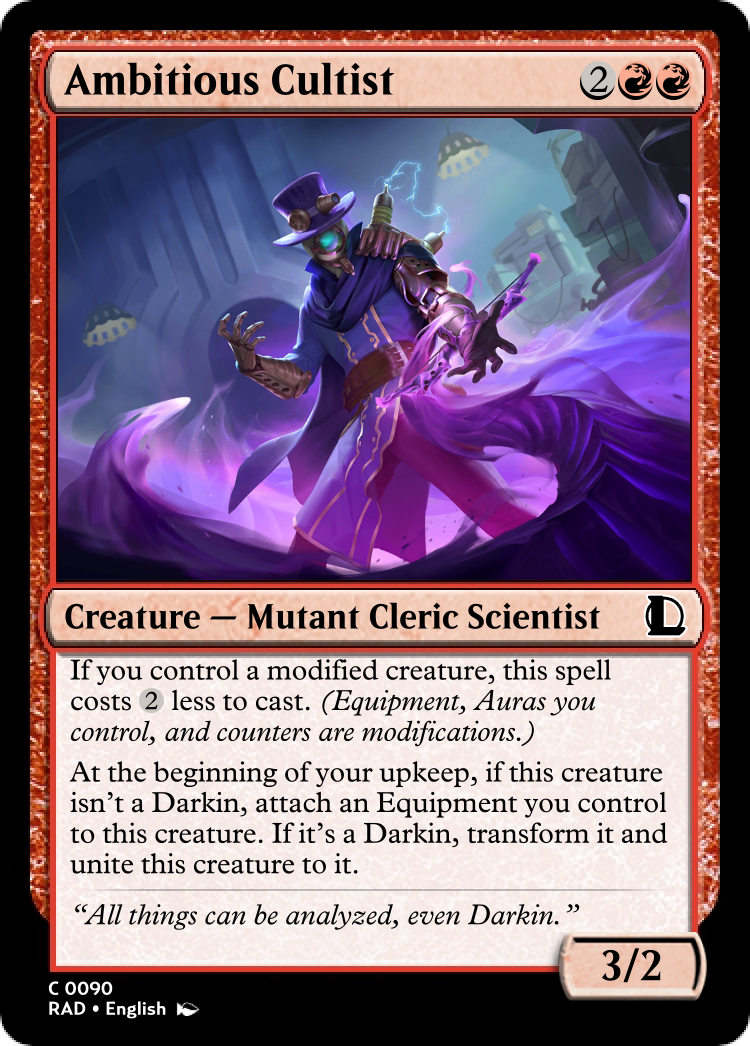 Ambitious Cultist 2
Creature — Mutant Cleric Scientist
If you control a modified creature, this spell
costs 2 less to cast. (Equipment, Auras you
control, and counters are modifications.)
At the beginning of your upkeep, if this creature
isn't a Darkin, attach an Equipment you control
to this creature. If it's a Darkin, transform it and
unite this creature to it.
“All things can be analyzed, even Darkin.”
3/2
C 0090
RAD • English